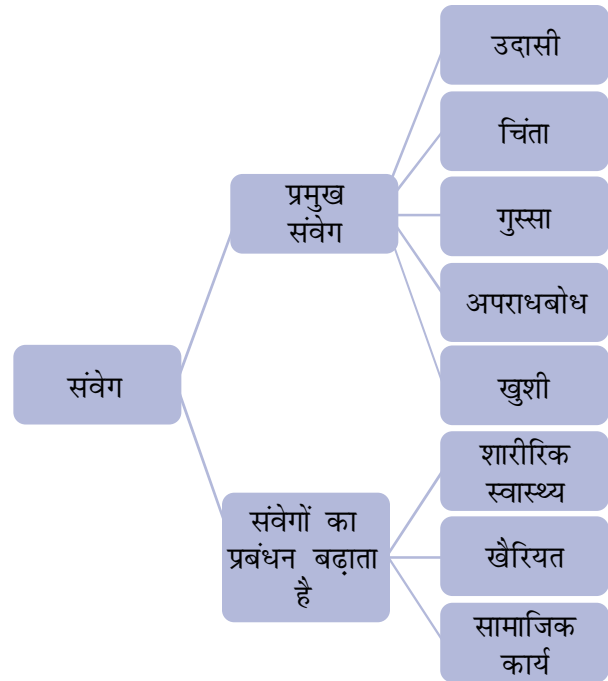 संवेग
प्रमुख
संवेग
उदासी
चिंता
गुस्सा
अपराधबोध
खुशी
संवेगों का
प्रबंधन बढ़ाता
है
शारीरिक
स्वास्थ्य
खैरियत
सामाजिक
कार्य